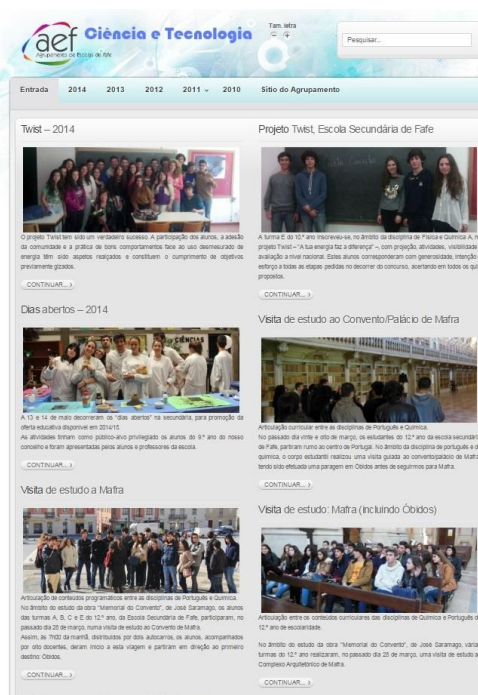 aef
Agrupamento de Escolas de Fafe
Ciência e Tecnologia
Tam. letra
Pesquisar...
Entrada 2014 2013 2012 2011 2010 Sítio do Agrupamento
Twist – 2014
O projeto Twist tem sido um verdadeiro sucesso. A participação dos alunos, a adesão
da comunidade e a prática de bons comportamentos face ao uso desmesurado de
energia têm sido aspetos realçados e constituem o cumprimento de objetivos
previamente gizados.
CONTINUAR...
Dias abertos – 2014
CIÊNCIAS
A 13 e 14 de maio decorreram os "dias abertos" na secundária, para promoção da
oferta educativa disponível em 2014/15.
As atividades tinham como público-alvo privilegiado os alunos do 9.º ano do nosso
concelho e foram apresentadas pelos alunos e professores da escola.
CONTINUAR...
Visita de estudo a Mafra
Articulação de conteúdos programáticos entre as disciplinas de Português e Química.
No âmbito do estudo da obra "Memorial do Convento", de José Saramago, os alunos
das turmas A, B, C e E do 12.º ano, da Escola Secundária de Fafe, participaram, no
passado dia 28 de março, numa visita de estudo ao Convento de Mafra.
Assim, às 7h00 da manhã, distribuídos por dois autocarros, os alunos, acompanhados
por oito docentes, deram início a esta viagem e partiram em direção ao primeiro
destino: Óbidos.
CONTINUAR...
Projeto Twist, Escola Secundária de Fafe
A turma E do 10.º ano inscreveu-se, no âmbito da disciplina de Física e Química A, n
projeto Twist – "A tua energia faz a diferença" –, com projeção, atividades, visibilidade
avaliação a nível nacional. Estes alunos corresponderam com generosidade, intenção
esforço a todas as etapas pedidas no decorrer do concurso, acertando em todos os qui
propostos.
CONTINUAR...
Visita de estudo ao Convento/Palácio de Mafra
Articulação curricular entre as disciplinas de Português e Química.
No passado dia vinte e oito de março, os estudantes do 12.º ano da escola secundári
de Fafe, partiram rumo ao centro de Portugal. No âmbito da disciplina de português e d
química, o corpo estudantil realizou uma visita guiada ao convento/palácio de Mafra
tendo sido efetuada uma paragem em Óbidos antes de seguirmos para Mafra.
CONTINUAR...
Visita de estudo: Mafra (incluindo Óbidos)
Articulação entre os conteúdos curriculares das disciplinas de Química e Português d
12.º ano de escolaridade.
No âmbito do estudo da obra "Memorial do Convento", de José Saramago, vária
turmas do 12.º ano realizaram, no passado dia 28 de março, uma visita de estudo a
Complexo Arquitetónico de Mafra.
CONTINUAR...